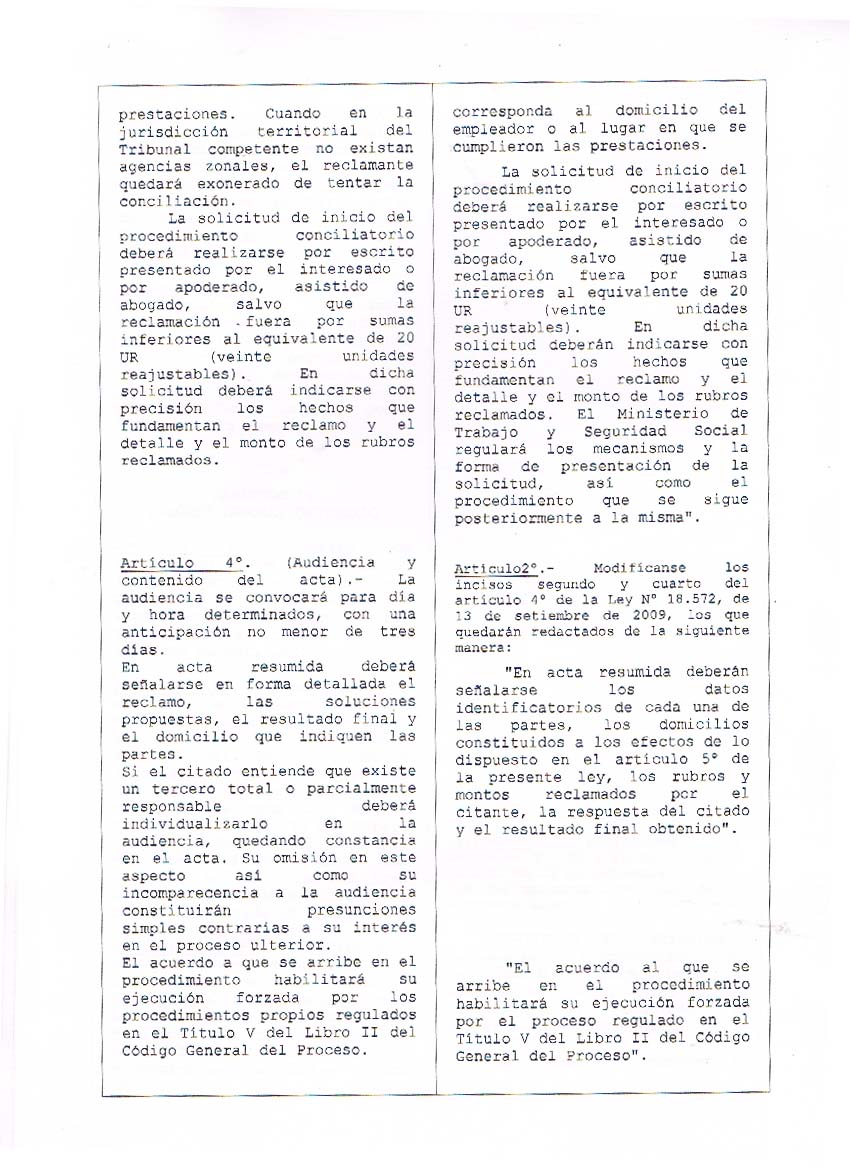 prestaciones. Cuando en la
jurisdicción territorial del
Tribunal competente no existan
agencias zonales, el reclamante
quedará exonerado de tentar la
conciliación.
La solicitud de inicio del
procedimiento conciliatorio
deberá realizarse por escrito
presentado por el interesado o
por apoderado, asistido de
abogado, salvo que la
reclamación fuera por sumas
inferiores al equivalente de 20
UR (veinte unidades
reajustables). En dicha
solicitud deberá indicarse con
precisión los hechos que
fundamentan el reclamo y el
detalle y el monto de los rubros
reclamados.
Artículo 4°. (Audiencia y
contenido del acta).- La
audiencia se convocará para día
y hora determinados, con una
anticipación no menor de tres
días.
En acta resumida deberá
señalarse en forma detallada el
reclamo, las soluciones
propuestas, el resultado final y
el domicilio que indiquen las
partes.
Si el citado entiende que existe
un tercero total o parcialmente
responsable deberá
individualizarlo en la
audiencia, quedando constancia
en el acta. Su omisión en este
aspecto así como su
incomparecencia a la audiencia
constituirán presunciones
simples contrarias a su interés
en el proceso ulterior.
El acuerdo a que se arribe en el
procedimiento habilitará su
ejecución forzada por los
procedimientos propios regulados
en el Título V del Libro II del
Código General del Proceso.
corresponda al domicilio del
empleador o al lugar en que se
cumplieron las prestaciones.
La solicitud de inicio del
procedimiento conciliatorio
deberá realizarse por escrito
presentado por el interesado o
por apoderado, asistido de
abogado, salvo que la
reclamación fuera por sumas
inferiores al equivalente de 20
UR (veinte unidades
reajustables). En dicha
solicitud deberán indicarse con
precisión los hechos que
fundamentan el reclamo y el
detalle y el monto de los rubros
reclamados. El Ministerio de
Trabajo y Seguridad Social
regulará los mecanismos y la
forma de presentación de la
solicitud, así como el
procedimiento que se sigue
posteriormente a la misma".
Artículo2°.- Modifícanse los
incisos segundo y cuarto del
artículo 4° de la Ley N° 18.572, de
13 de setiembre de 2009, los que
quedarán redactados de la siguiente
manera:
"En acta resumida deberán
señalarse los datos
identificatorios de cada una de
las partes, los domicilios
constituidos a los efectos de lo
dispuesto en el artículo 5° de
la presente ley, los rubros y
montos reclamados por el
citante, la respuesta del citado
y el resultado final obtenido".
"El acuerdo al que se
arribe en el procedimiento
habilitará su ejecución forzada
por el proceso regulado en el
Título V del Libro II del Código
General del Proceso".